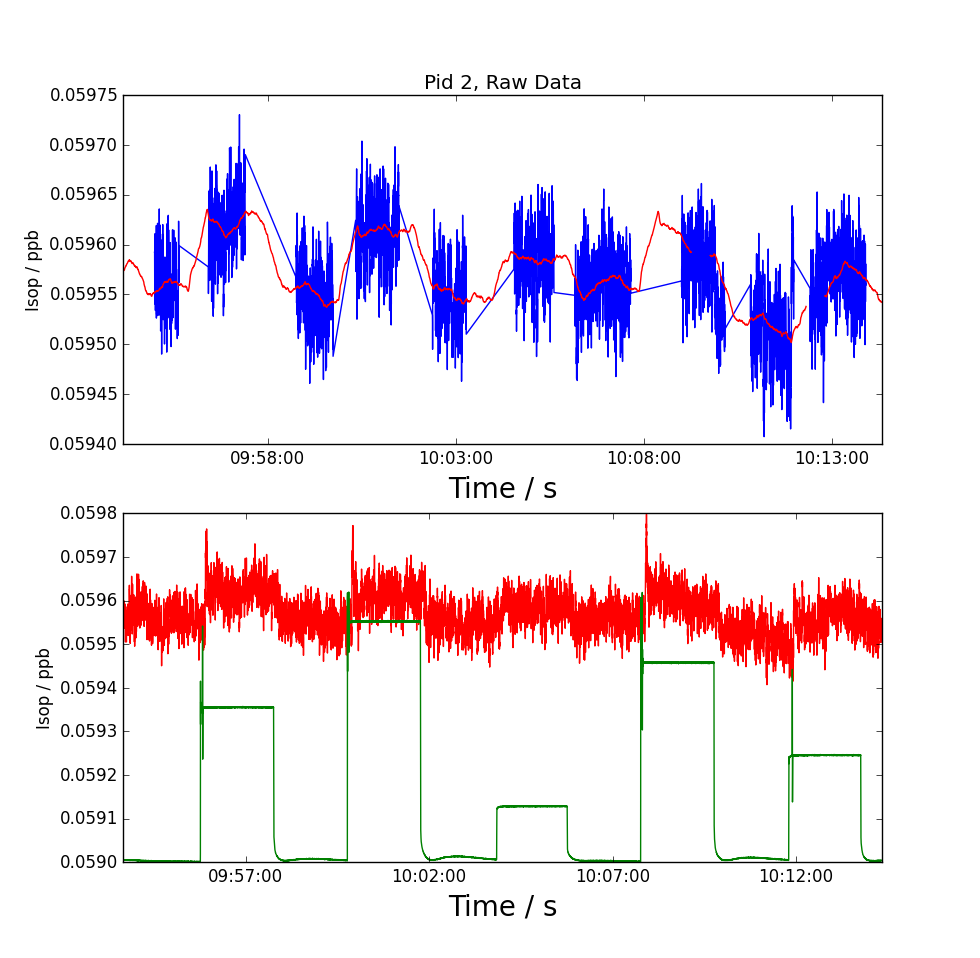 Pid 2, Raw Data
Isop / ppb
0.05975
0.05970
0.05965
0.05960
0.05955
0.05950
0.05945
0.05940
09:58:00 10:03:00 10:08:00 10:13:00
Time / s
Isop / ppb
0.0598
0.0597
0.0596
0.0595
0.0594
0.0593
0.0592
0.0591
0.0590
09:57:00 10:02:00 10:07:00 10:12:00
Time / s